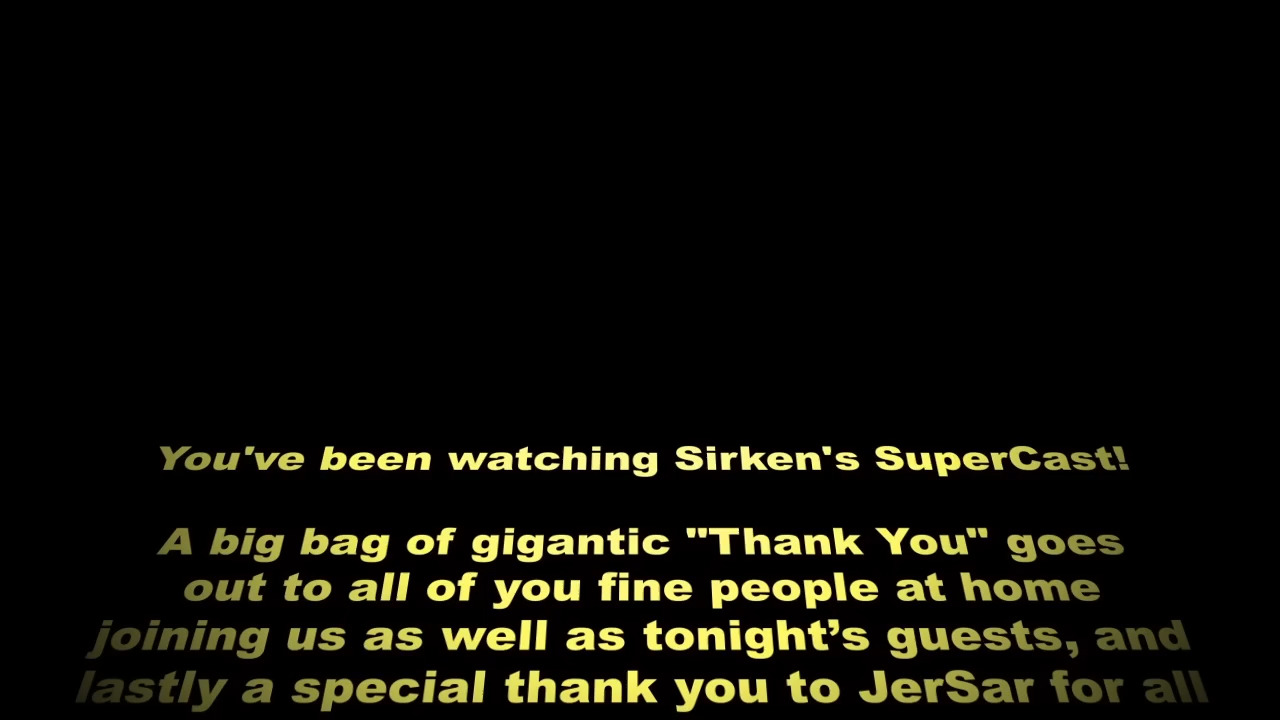 You've been watching Sirken's SuperCast!
A big bag of gigantic "Thank You" goes
out to all of you fine people at home
joining us as well as tonight’s guests, and
lastly a special thank you to JerSar for all